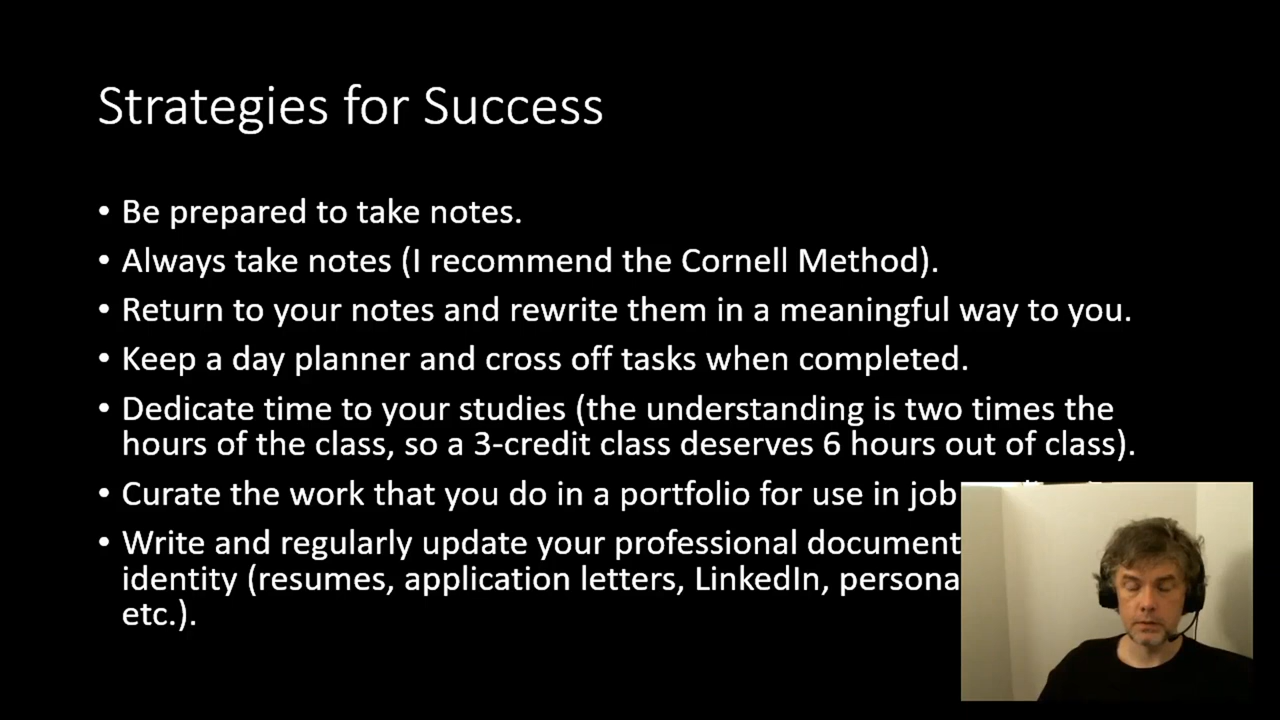 Strategies for Success
• Be prepared to take notes.
• Always take notes (I recommend the Cornell Method).
• Return to your notes and rewrite them in a meaningful way to you.
• Keep a day planner and cross off tasks when completed.
• Dedicate time to your studies (the understanding is two times the
hours of the class, so a 3-credit class deserves 6 hours out of class).
• Curate the work that you do in a portfolio for use in job
• Write and regularly update your professional
identity (resumes, application letters, LinkedIn,
etc.).